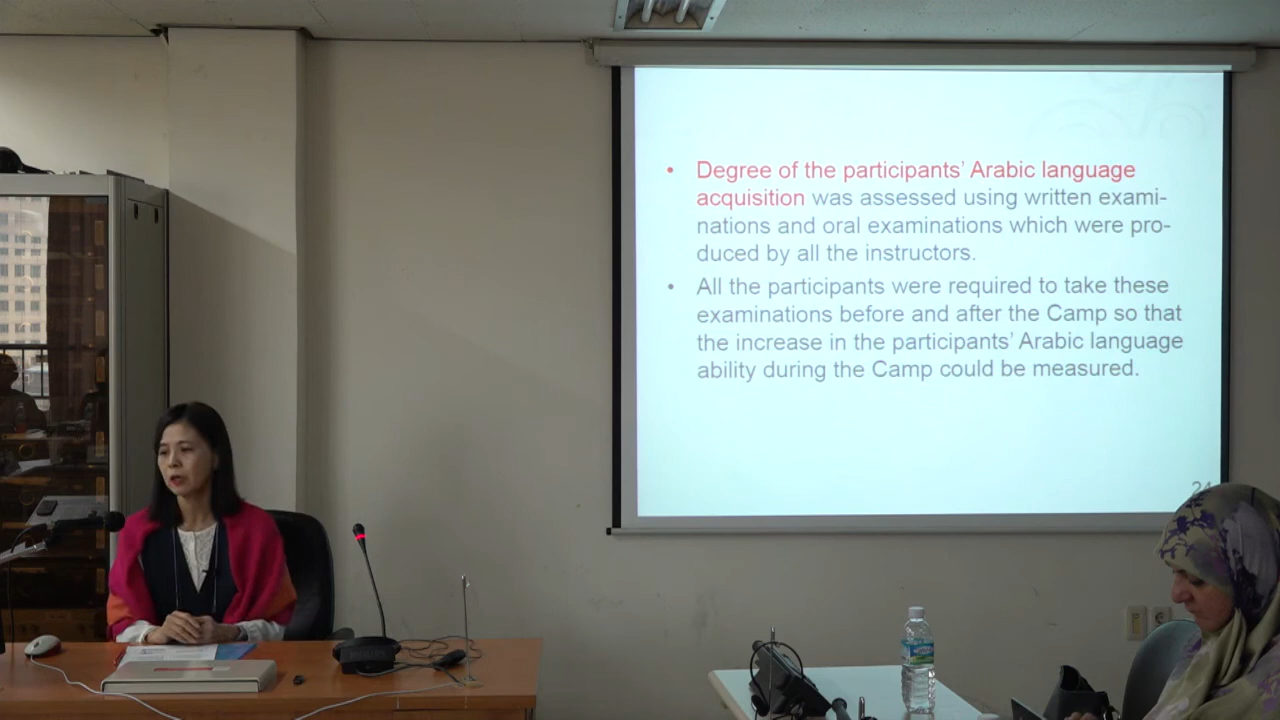 • Degree of the participants’ Arabic language
acquisition was assessed using written exami-
nations and oral examinations which were pro-
duced by all the instructors.
• All the participants were required to take these
examinations before and after the Camp so that
the increase in the participants’ Arabic language
ability during the Camp could be measured.
24